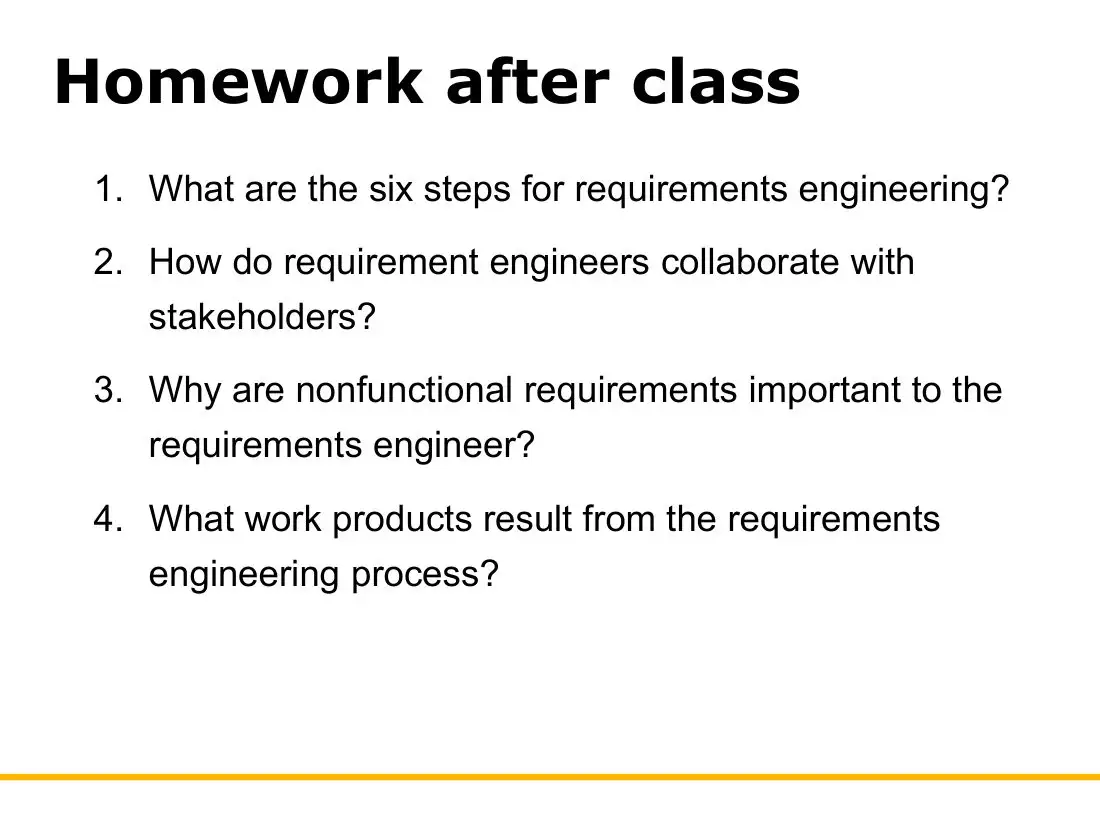 Homework after class
1. What are the six steps for requirements engineering?
2. How do requirement engineers collaborate with
stakeholders?
3. Why are nonfunctional requirements important to the
requirements engineer?
4. What work products result from the requirements
engineering process?